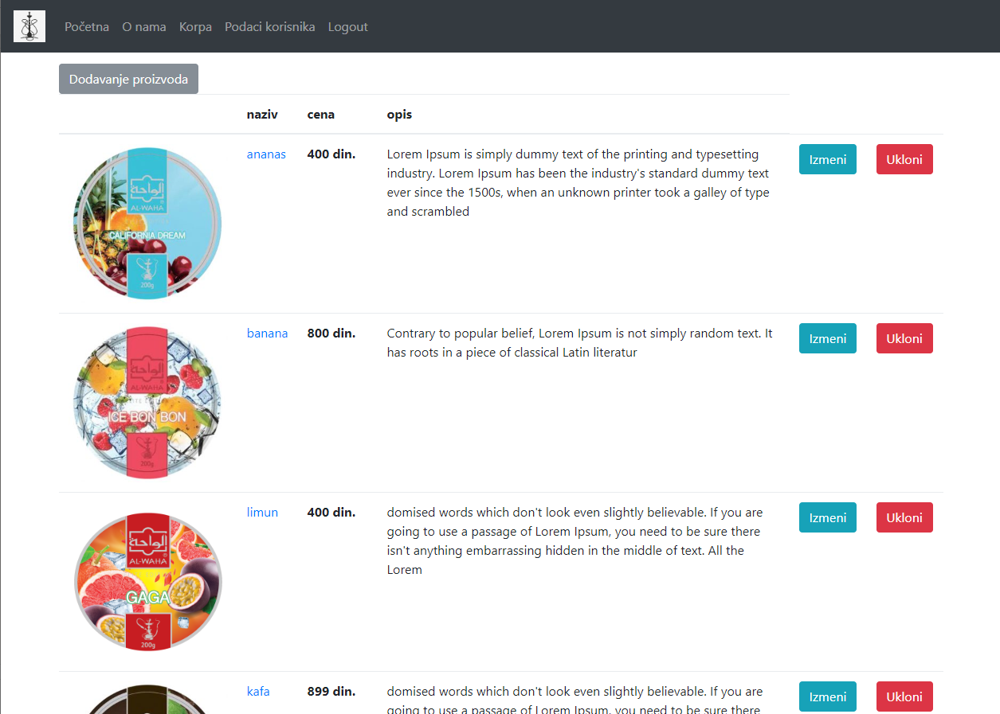 Početna O nama Korpa Podaci korisnika Logout
Dodavanje proizvoda
naziv cena opis
ananas 400 din. Lorem Ipsum is simply dummy text of the printing and typesetting Izmeni Ukloni
industry. Lorem Ipsum has been the industry's standard dummy text
ever since the 1500s, when an unknown printer took a galley of type
and scrambled
الواحة
AL-WAHA
CALIFORNIA DREAM
200g
banana 800 din. Contrary to popular belief, Lorem Ipsum is not simply random text. It Izmeni Ukloni
has roots in a piece of classical Latin literatur
الواحة
AL-WAHA
ICE BON BON
200g
limun 400 din. domised words which don't look even slightly believable. If you are Izmeni Ukloni
going to use a passage of Lorem Ipsum, you need to be sure there
isn't anything embarrassing hidden in the middle of text. All the
Lorem
الواحة
AL-WAHA
GAGA
200g
kafa 899 din. domised words which don't look even slightly believable. If you are Izmeni Ukloni
going to use a passage of Lorem Ipsum, you need to be sure there